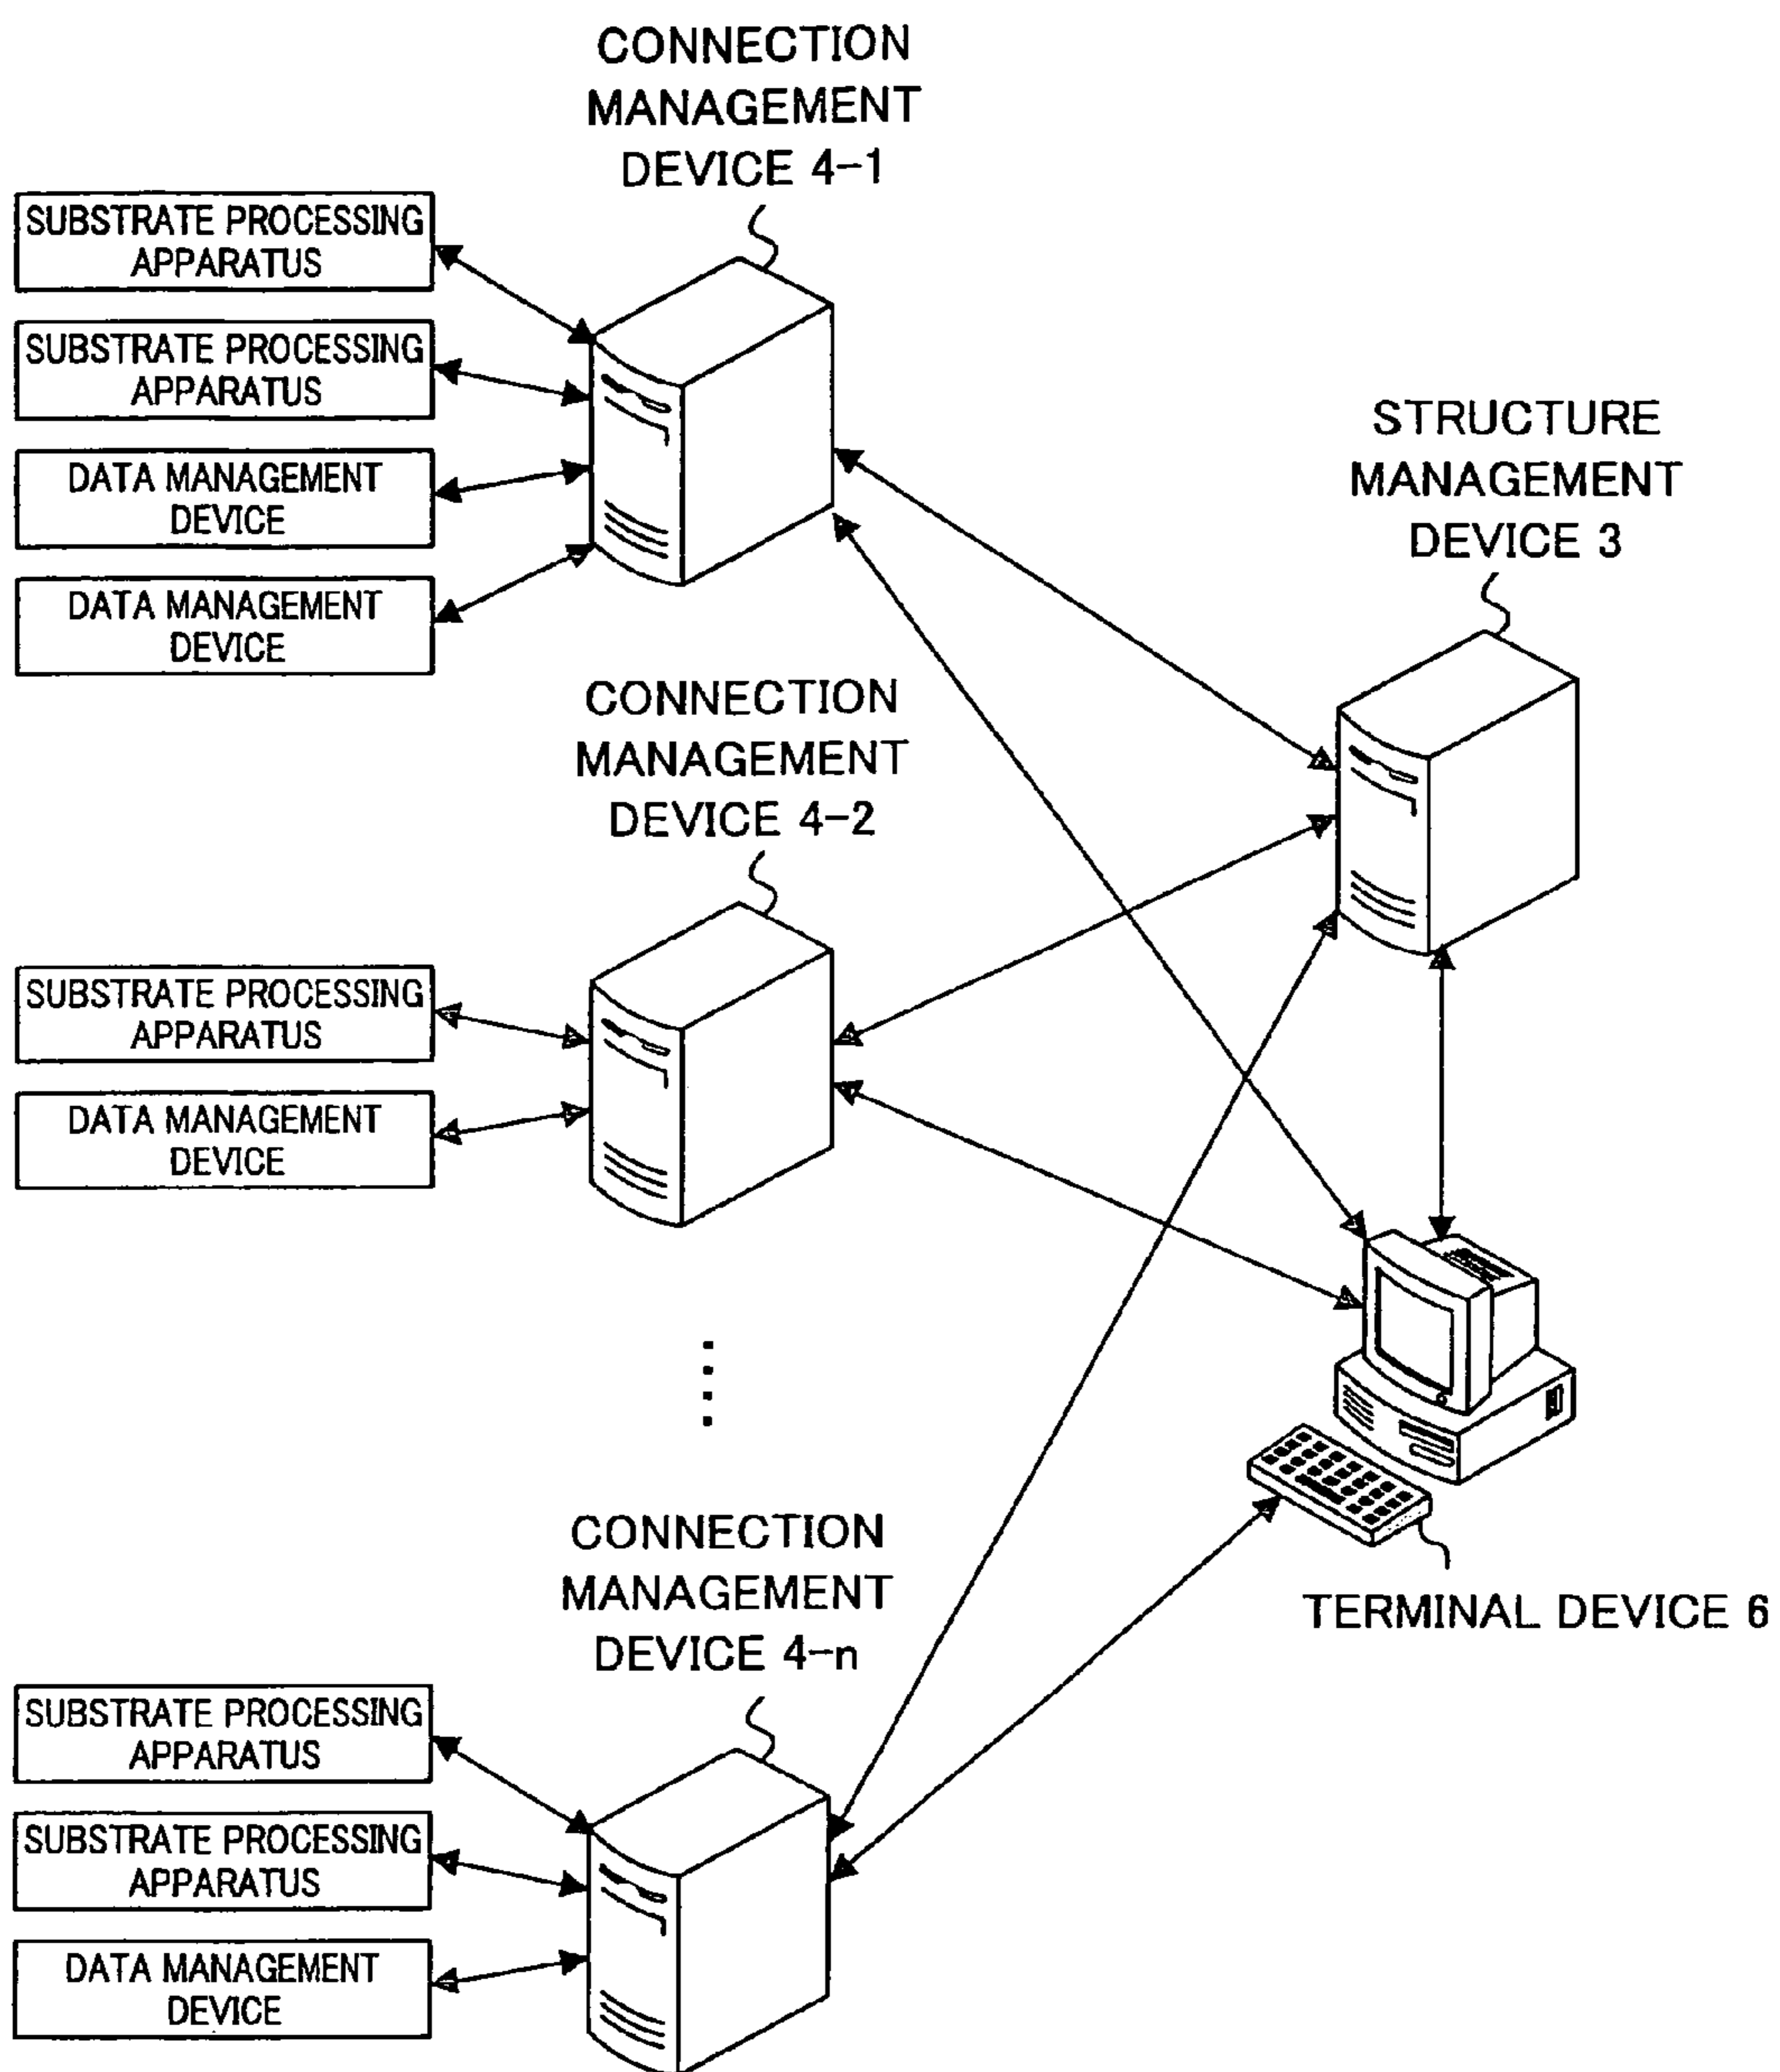 CONNECTION
MANAGEMENT
DEVICE 4-1
SUBSTRATE PROCESSING
APPARATUS
SUBSTRATE PROCESSING
APPARATUS
DATA MANAGEMENT
DEVICE
DATA MANAGEMENT
DEVICE
STRUCTURE
MANAGEMENT
DEVICE 3
CONNECTION
MANAGEMENT
DEVICE 4-2
SUBSTRATE PROCESSING
APPARATUS
DATA MANAGEMENT
DEVICE
CONNECTION
MANAGEMENT
DEVICE 4-n
TERMINAL DEVICE 6
SUBSTRATE PROCESSING
APPARATUS
SUBSTRATE PROCESSING
APPARATUS
DATA MANAGEMENT
DEVICE